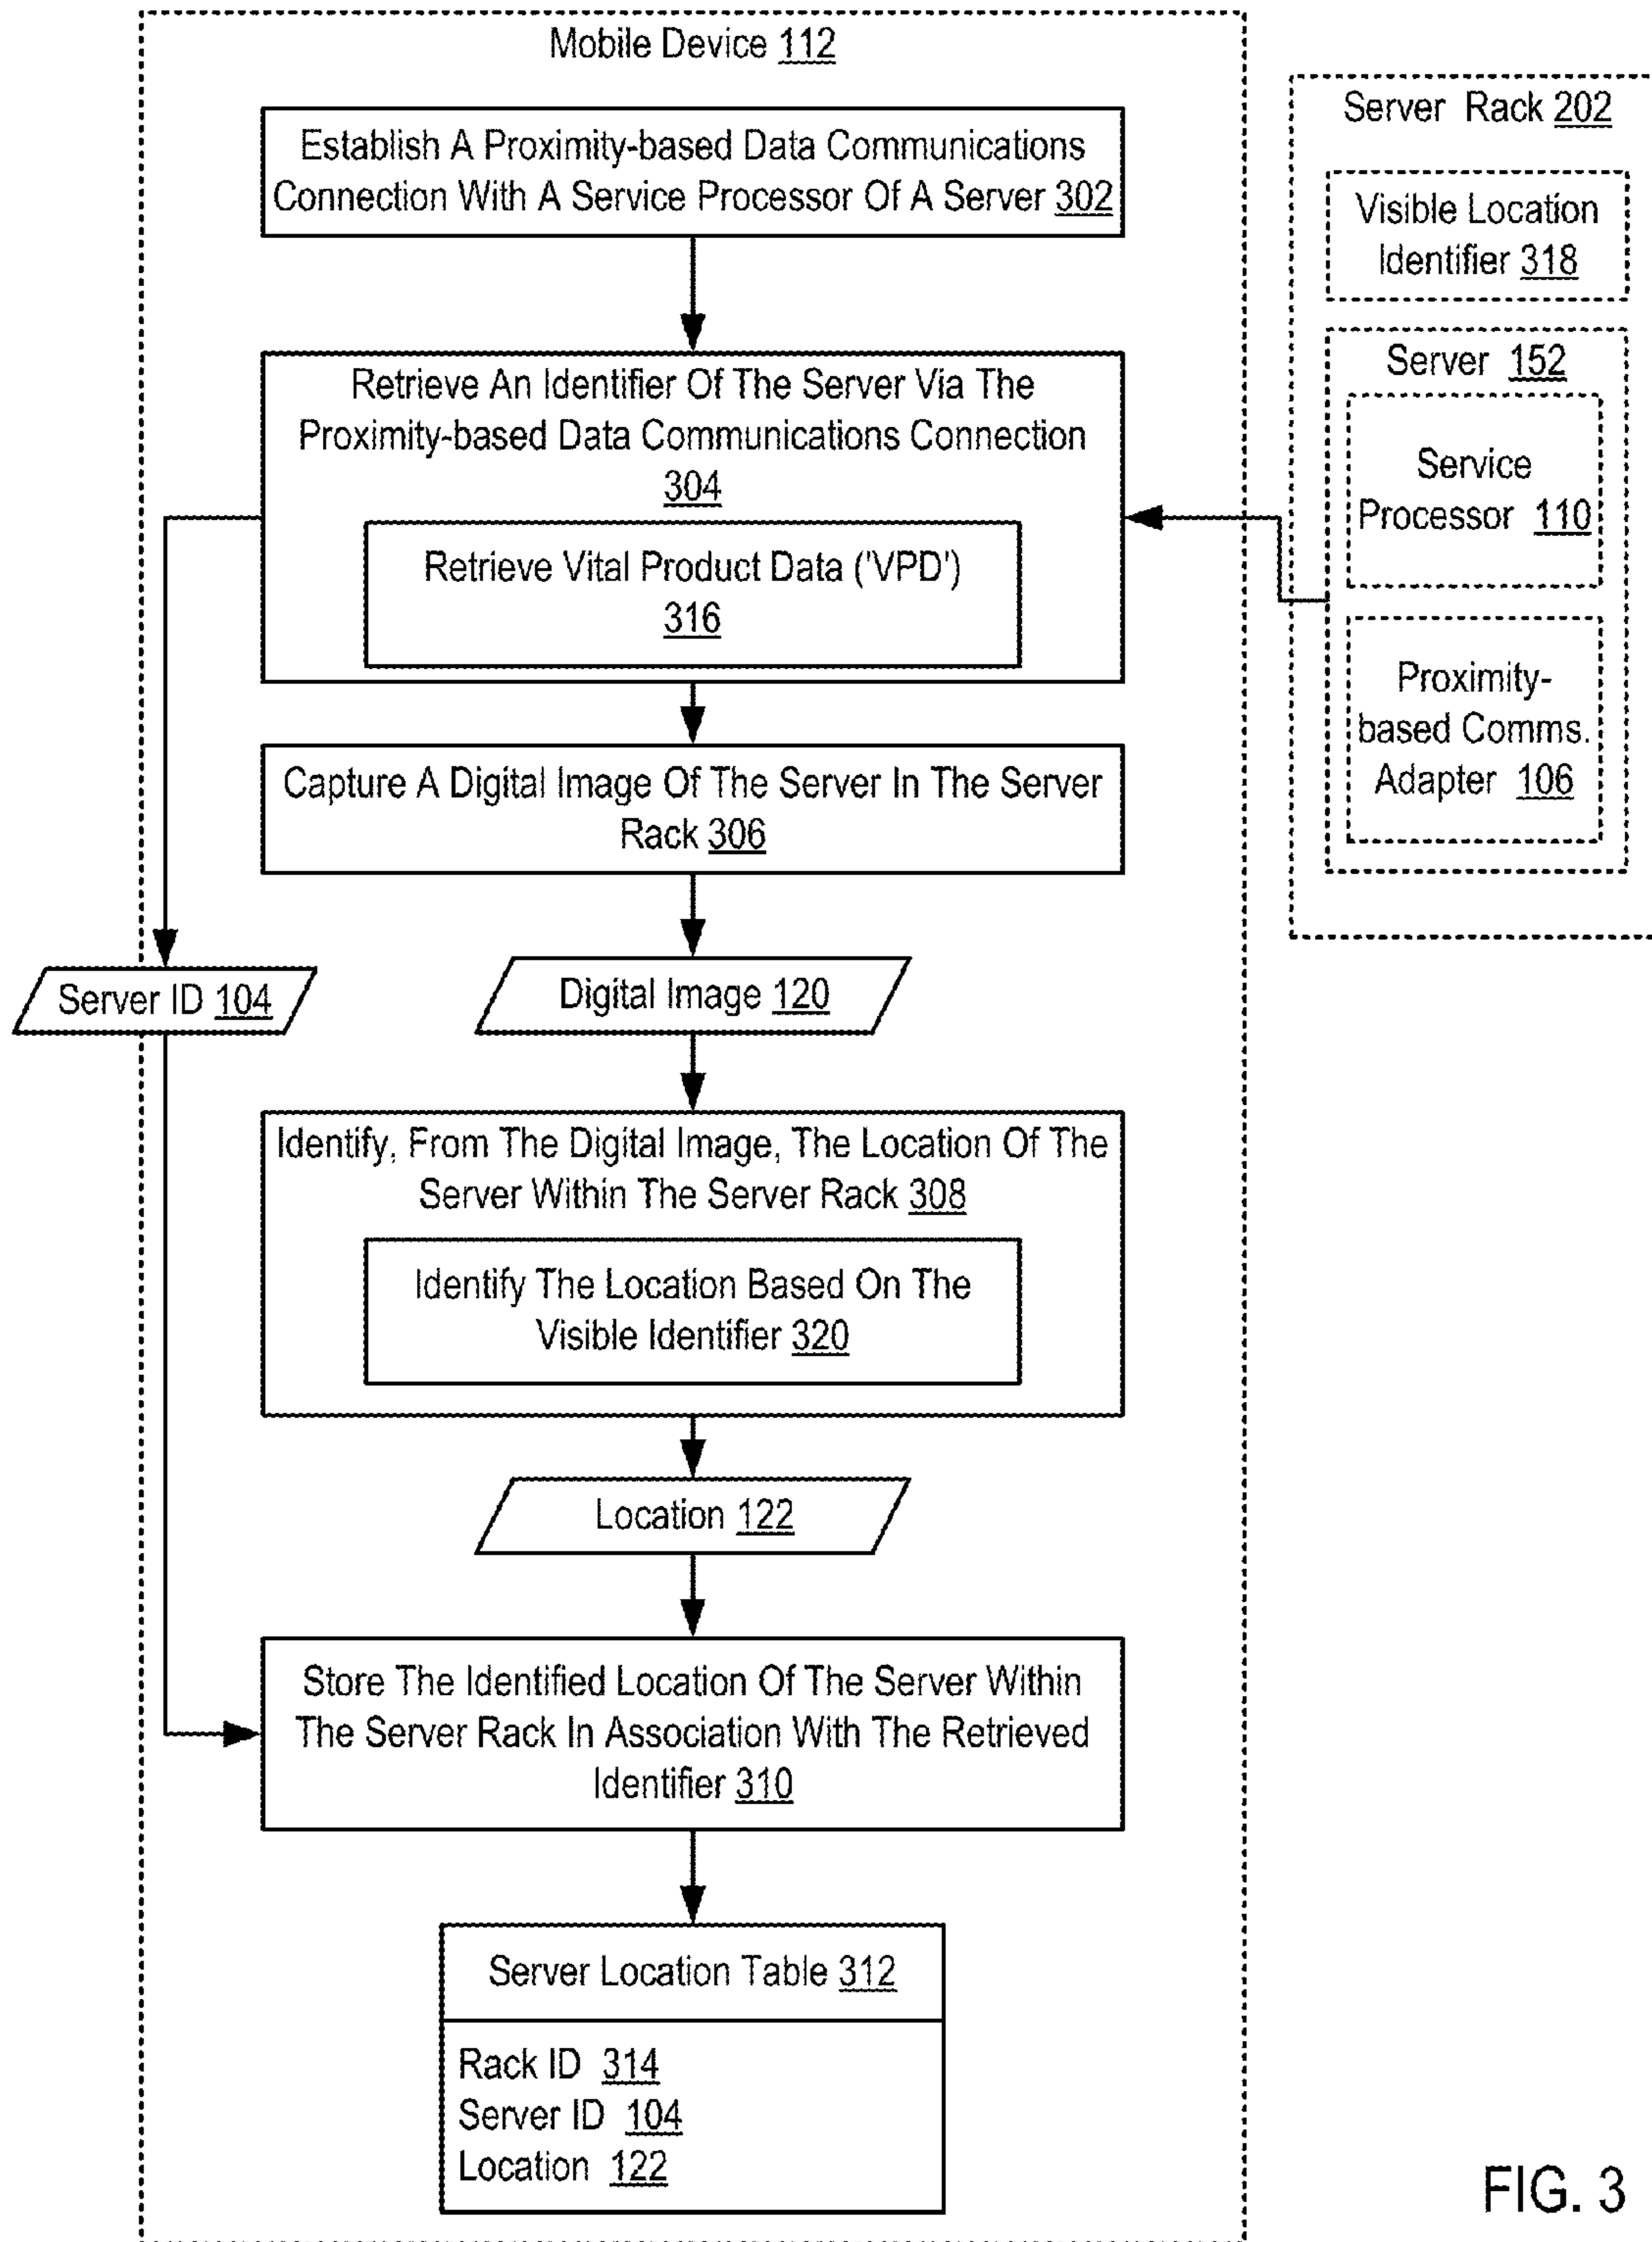 Mobile Device 112
Establish A Proximity-based Data Communications
Connection With A Service Processor Of A Server 302
Retrieve An Identifier Of The Server Via The
Proximity-based Data Communications Connection
304
Retrieve Vital Product Data ('VPD')
316
Capture A Digital Image Of The Server In The Server
Rack 306
Server ID 104
Digital Image 120
Identify, From The Digital Image, The Location Of The
Server Within The Server Rack 308
Identify The Location Based On The
Visible Identifier 320
Location 122
Store The Identified Location Of The Server Within
The Server Rack In Association With The Retrieved
Identifier 310
Server Location Table 312
Rack ID 314
Server ID 104
Location 122
Server Rack 202
Visible Location
Identifier 318
Server 152
Service
Processor 110
Proximity-
based Comms.
Adapter 106
FIG. 3